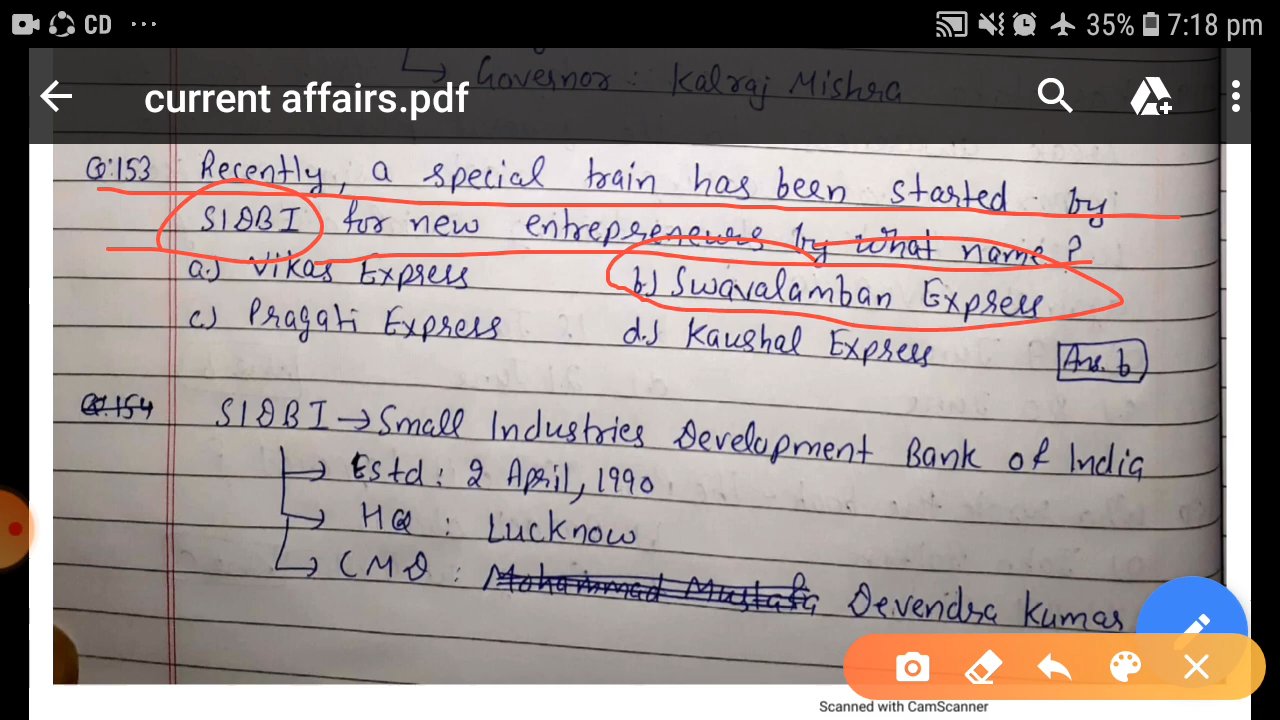 CD ... 35% 7:18 pm
Governor : Kalraj Mishra
current affairs.pdf
Q:153 Recently, a special train has been started by
SIDBI for new entrepreneurs by what name ?
a.) Vikas Express b.) Swavalamban Express
c.) Pragati Express d.) Kaushal Express Ans. b
Q.154 SIDBI → Small Industries Development Bank of India
Estd : 2 April, 1990
HQ : Lucknow
CMD : Mohammad Mustafa Devendra Kumar
Scanned with CamScanner